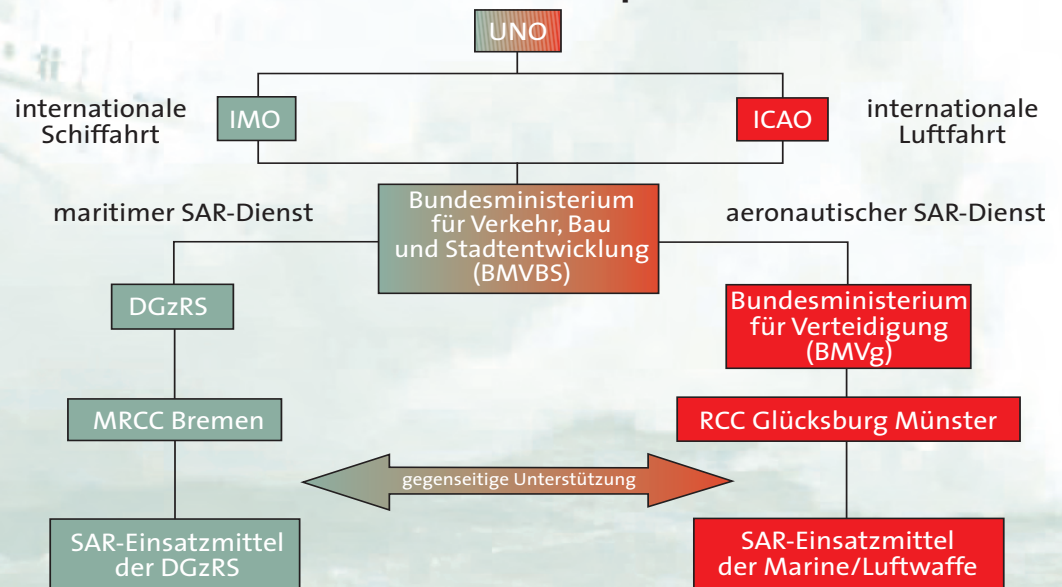 UNO
internationale
Schiffahrt
IMO
ICAO
internationale
Luftfahrt
maritimer SAR-Dienst
Bundesministerium
für Verkehr, Bau
und Stadtentwicklung
(BMVBS)
aeronautischer SAR-Dienst
DGzRS
Bundesministerium
für Verteidigung
(BMVg)
MRCC Bremen
RCC Glücksburg Münster
gegenseitige Unterstützung
SAR-Einsatzmittel
der DGzRS
SAR-Einsatzmittel
der Marine/Luftwaffe